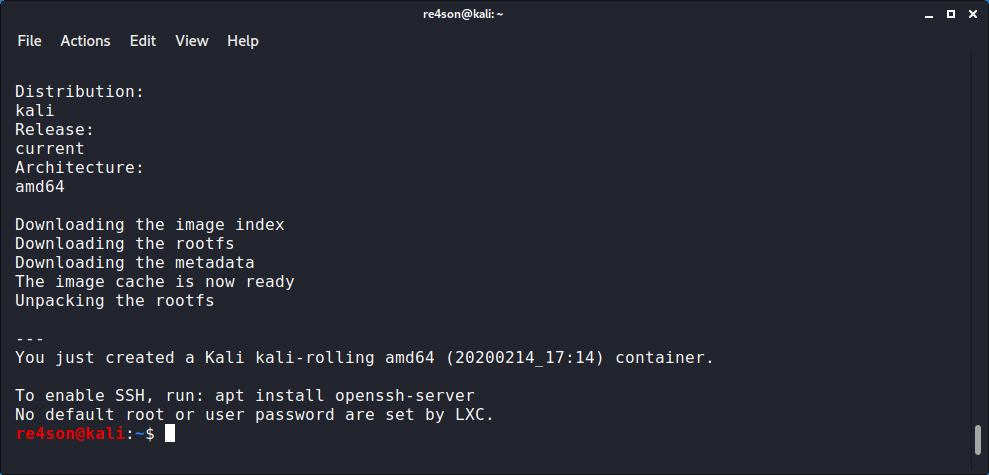 re4son@kali: ~
File Actions Edit View Help
Distribution:
kali
Release:
current
Architecture:
amd64
Downloading the image index
Downloading the rootfs
Downloading the metadata
The image cache is now ready
Unpacking the rootfs
---
You just created a Kali kali-rolling amd64 (20200214_17:14) container.
To enable SSH, run: apt install openssh-server
No default root or user password are set by LXC.
re4son@kali:~$